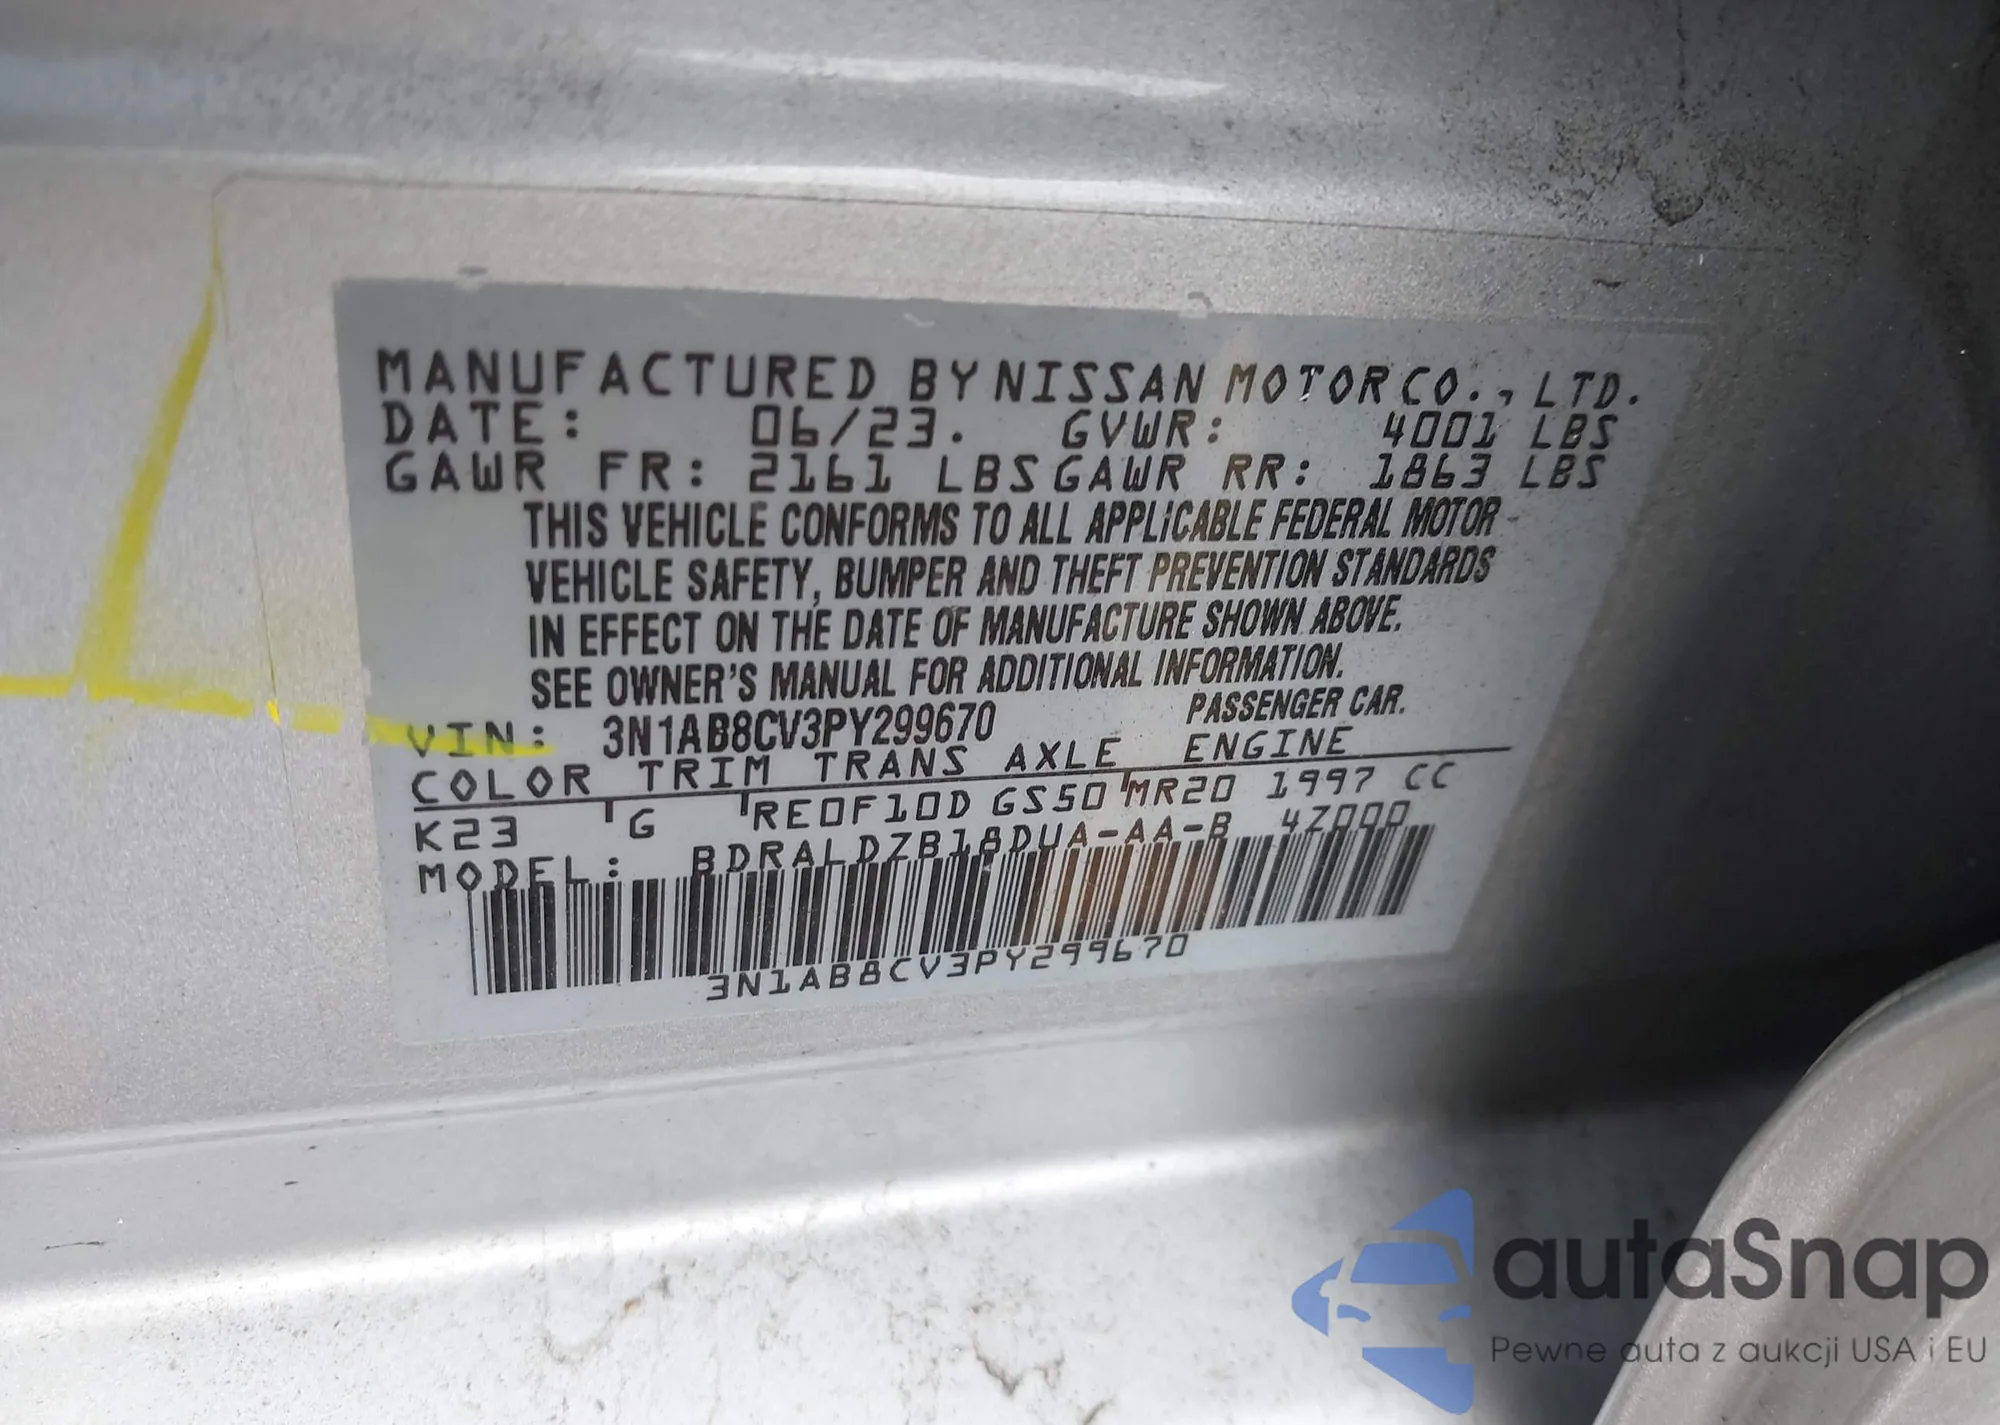 MANUFACTURED BY NISSAN MOTOR CO., LTD.
DATE: 06/23. GVWR: 4001 LBS
GAWR FR: 2161 LBS GAWR RR: 1863 LBS
THIS VEHICLE CONFORMS TO ALL APPLICABLE FEDERAL MOTOR
VEHICLE SAFETY, BUMPER AND THEFT PREVENTION STANDARDS
IN EFFECT ON THE DATE OF MANUFACTURE SHOWN ABOVE.
SEE OWNER'S MANUAL FOR ADDITIONAL INFORMATION.
VIN: 3N1AB8CV3PY299670 PASSENGER CAR.
COLOR TRIM TRANS AXLE ENGINE
K23 G RE0F10D GS50 MR20 1997 CC
MODEL: BDRALDZB18DUA-AA-B 4Z000
3N1AB8CV3PY299670
autaSnap
Pewne auta z aukcji USA i EU